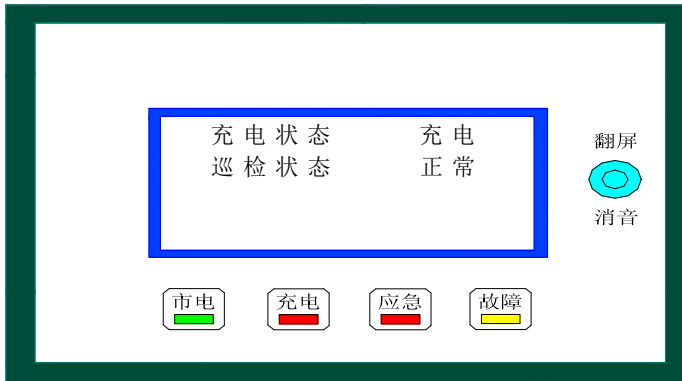 充电状态 充电
巡检状态 正常
翻屏
消音
市电 充电 应急 故障